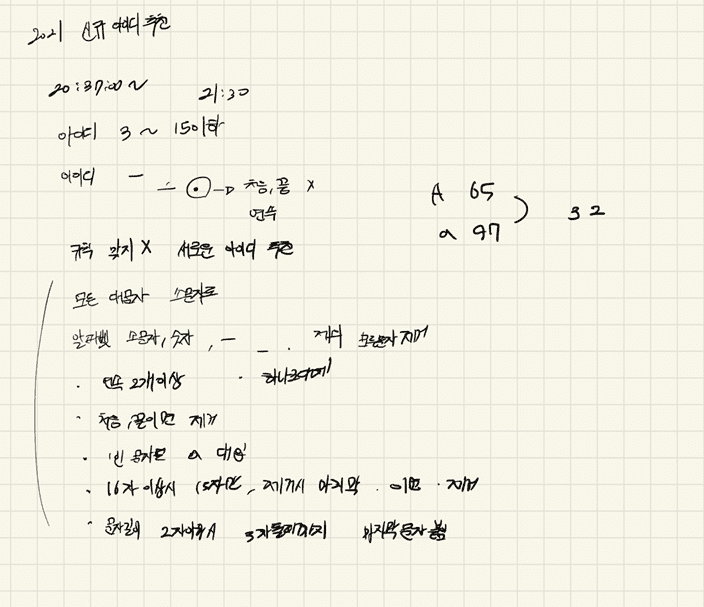 2021 신규 아이디 추천
20:37:00 ~ 21:30
아이디 3 ~ 15이하
아이디 - _ . → 처음, 끝 x
연속
A 65
a 97
32
규칙 맞지 X 새로운 아이디 추천
모든 대문자 소문자로
알파벳 소문자, 숫자, - _ . 제외 모든문자 제거
· 연속 2개이상 · 하나로
· 처음, 끝이면 제거
· 빈 문자면 a 대입
· 16자 이상시 15자만, 제거시 마지막 . 이면 · 제거
· 문자길이 2자이하시 3자 마지막 문자 붙임